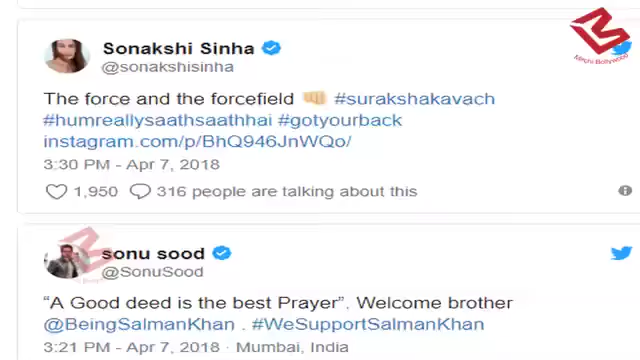 Mirchi Bollywood
Sonakshi Sinha
@sonakshisinha
The force and the forcefield 👊🏼 #surakshakavach
#humreallysaathsaathhai #gotyourback
instagram.com/p/BhQ946JnWQo/
3:30 PM - Apr 7, 2018
1,950 316 people are talking about this
sonu sood
@SonuSood
“A Good deed is the best Prayer”. Welcome brother
@BeingSalmanKhan . #WeSupportSalmanKhan
3:21 PM - Apr 7, 2018 · Mumbai, India